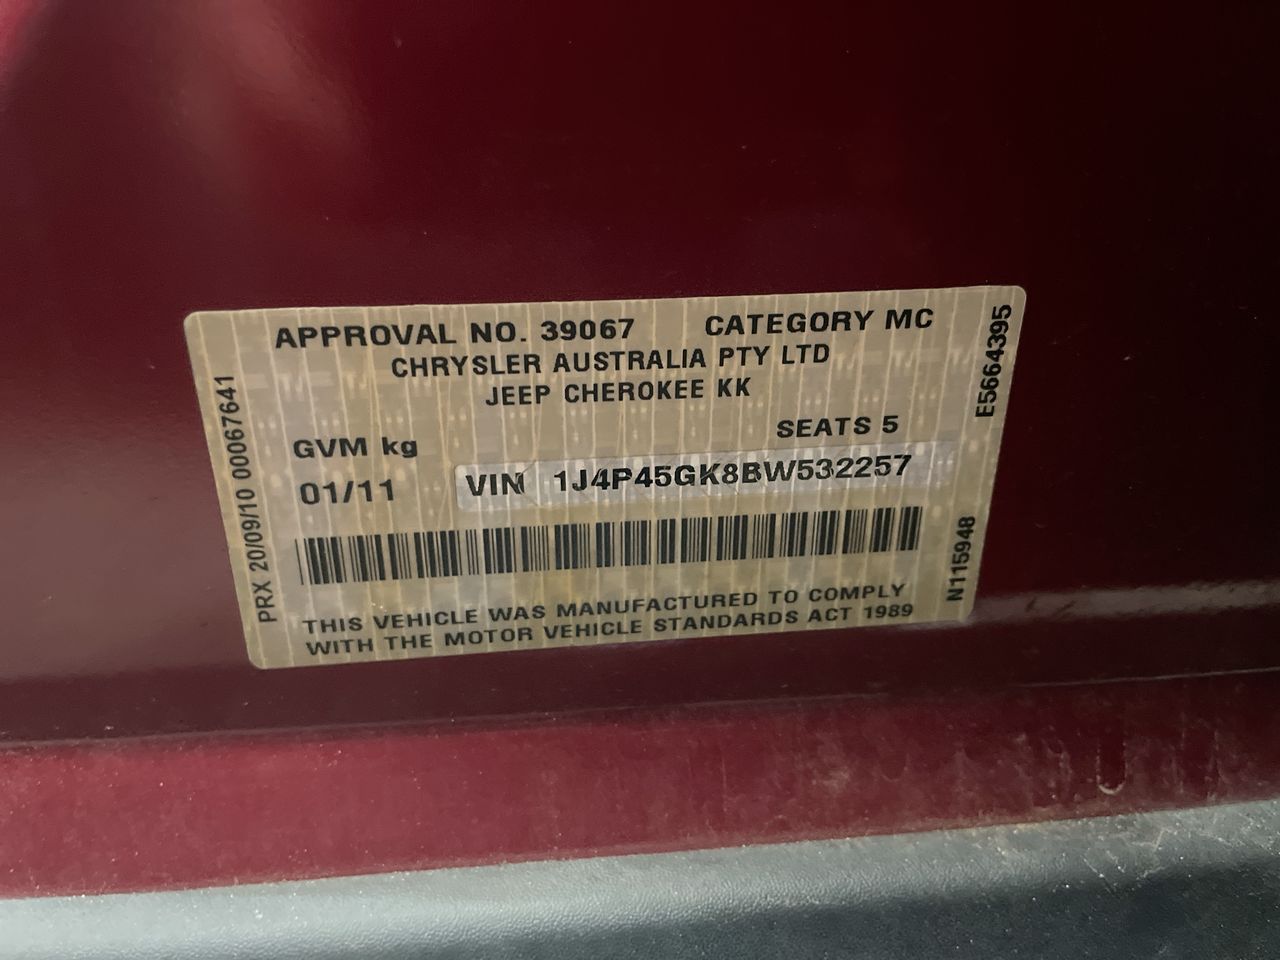 APPROVAL NO. 39067 CATEGORY MC
CHRYSLER AUSTRALIA PTY LTD
JEEP CHEROKEE KK
GVM kg SEATS 5
01/11 VIN 1J4P45GK8BW532257
THIS VEHICLE WAS MANUFACTURED TO COMPLY
WITH THE MOTOR VEHICLE STANDARDS ACT 1989
PRX 20/09/10 00067641
E5664395
N115948